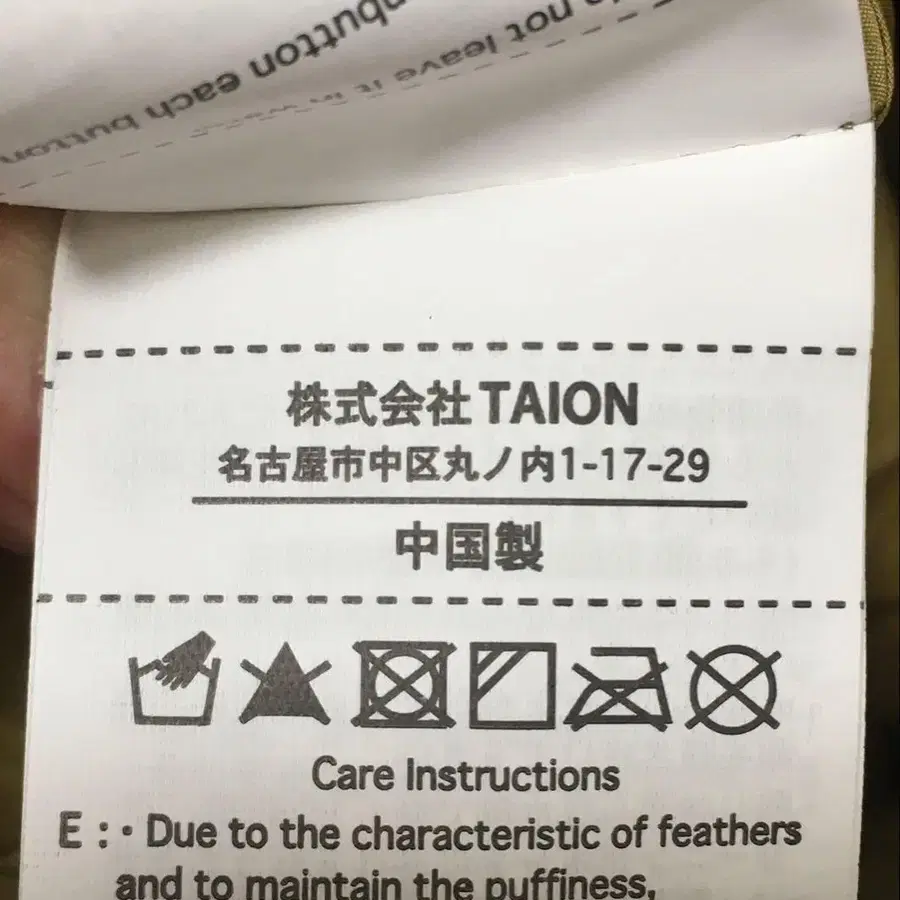 button each button
not leave it in
株式会社TAION
名古屋市中区丸ノ内1-17-29
中国製
Care Instructions
E :・Due to the characteristic of feathers
and to maintain the puffiness,